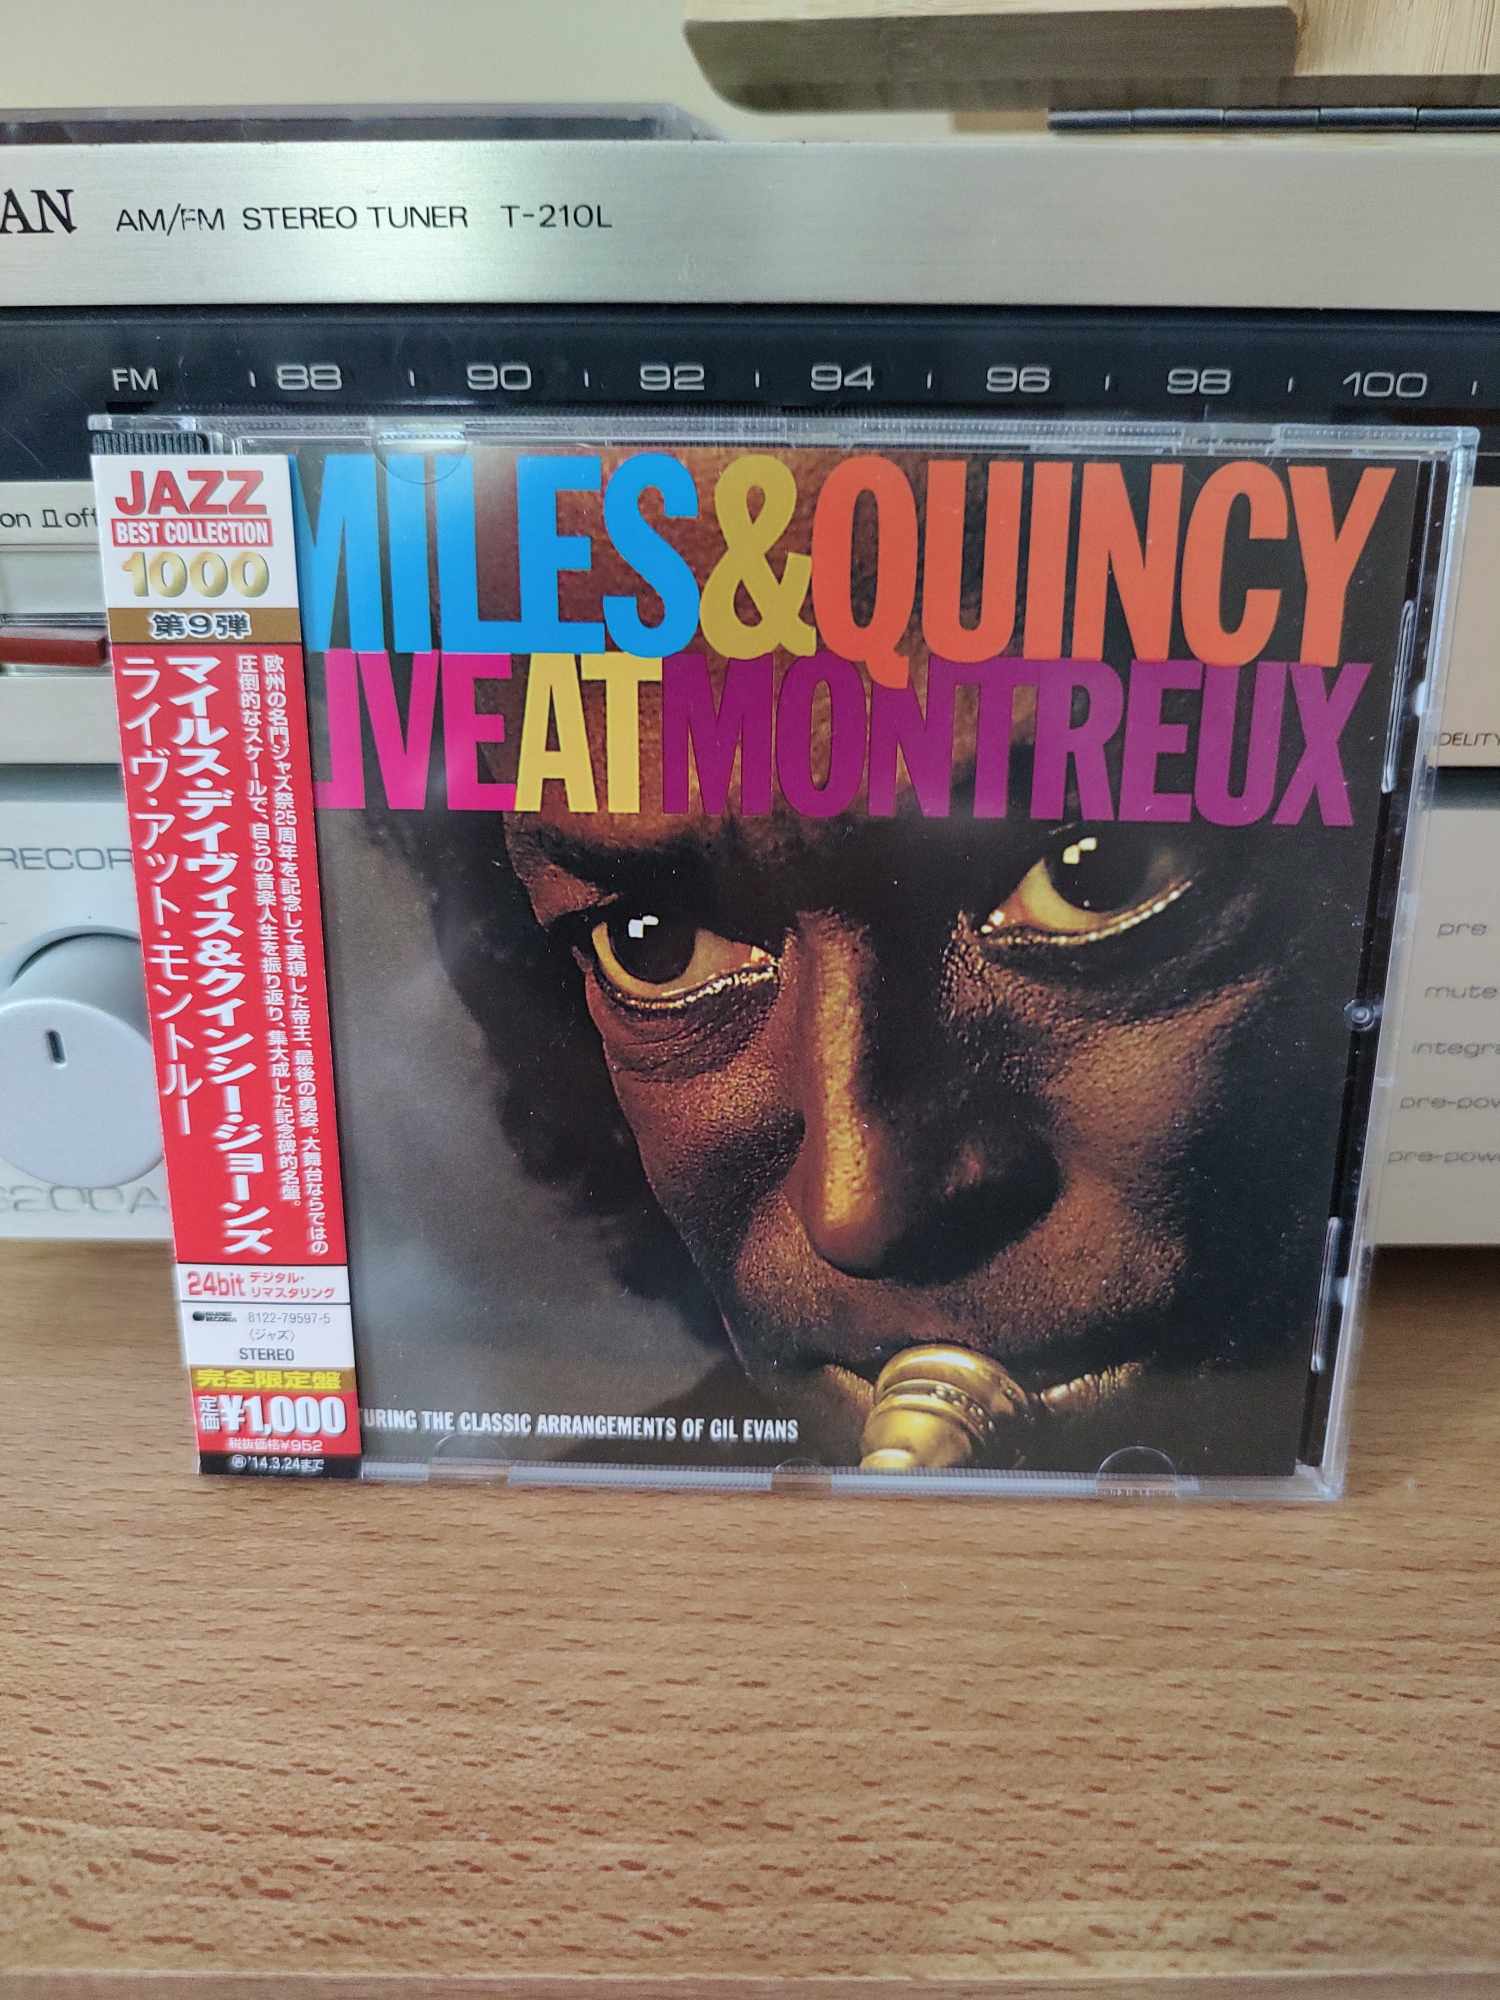 AN AM/FM STEREO TUNER T-210L
FM 88 90 92 94 96 98 100
on off
RECOR
JAZZ
BEST COLLECTION
1000
第9弾
欧州の名門ジャズ祭25周年を記念して実現した帝王、最後の勇姿。大舞台ならではの
圧倒的なスケールで、自らの音楽人生を振り返り、集大成した記念碑的名盤。
マイルス・デイヴィス&クインシー・ジョーンズ
ライヴ・アット・モントルー
24bit デジタル・
リマスタリング
8122-79597-5
(ジャズ)
STEREO
完全限定盤
定価 ¥1,000
税抜価格¥952
'14.3.24まで
MILES & QUINCY
LIVE AT MONTREUX
TURING THE CLASSIC ARRANGEMENTS OF GIL EVANS
IDELITY
pre
mute
integra
pre-pow
pre-powe